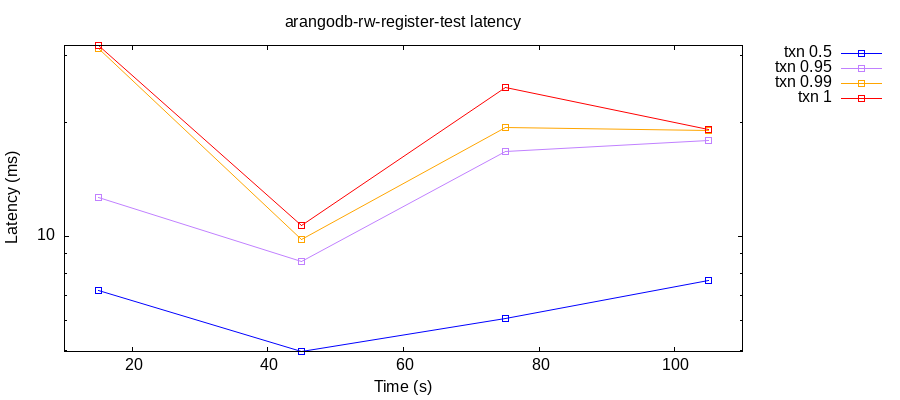 arangodb-rw-register-test latency
txn 0.5
txn 0.95
txn 0.99
txn 1
Latency (ms)
10
20
40
60
80
100
Time (s)